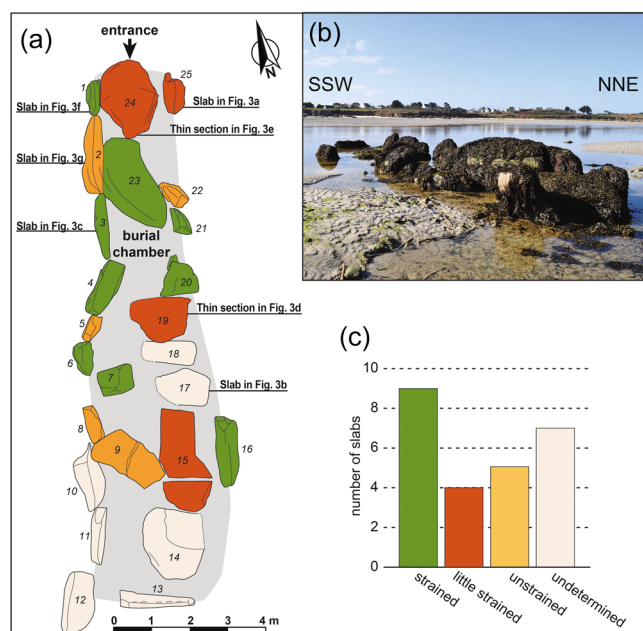 (a)
entrance
N
1
25
24
Slab in Fig. 3f
Slab in Fig. 3a
Thin section in Fig. 3e
2
Slab in Fig. 3g
23
22
3
21
Slab in Fig. 3c
burial
chamber
4
20
Thin section in Fig. 3d
5
19
6
18
7
17
Slab in Fig. 3b
8
9
15
16
10
11
14
12
13
0 1 2 3 4 m
(b)
SSW
NNE
(c)
number of slabs
10
8
6
4
2
0
strained
little strained
unstrained
undetermined